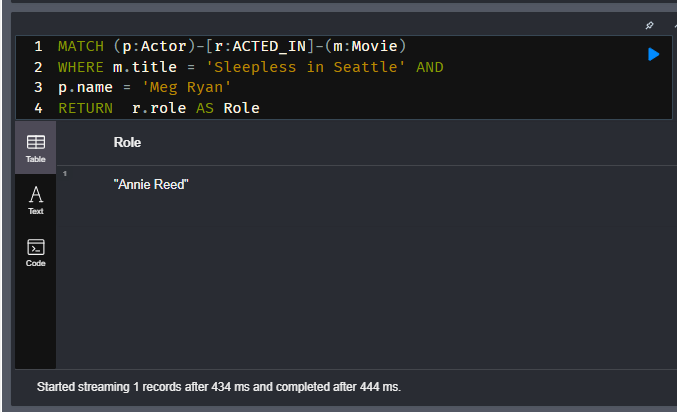 1 MATCH (p:Actor)-[r:ACTED_IN]-(m:Movie)
2 WHERE m.title = 'Sleepless in Seattle' AND
3 p.name = 'Meg Ryan'
4 RETURN  r.role AS Role
Table
Role
1 "Annie Reed"
Text
Code
Started streaming 1 records after 434 ms and completed after 444 ms.